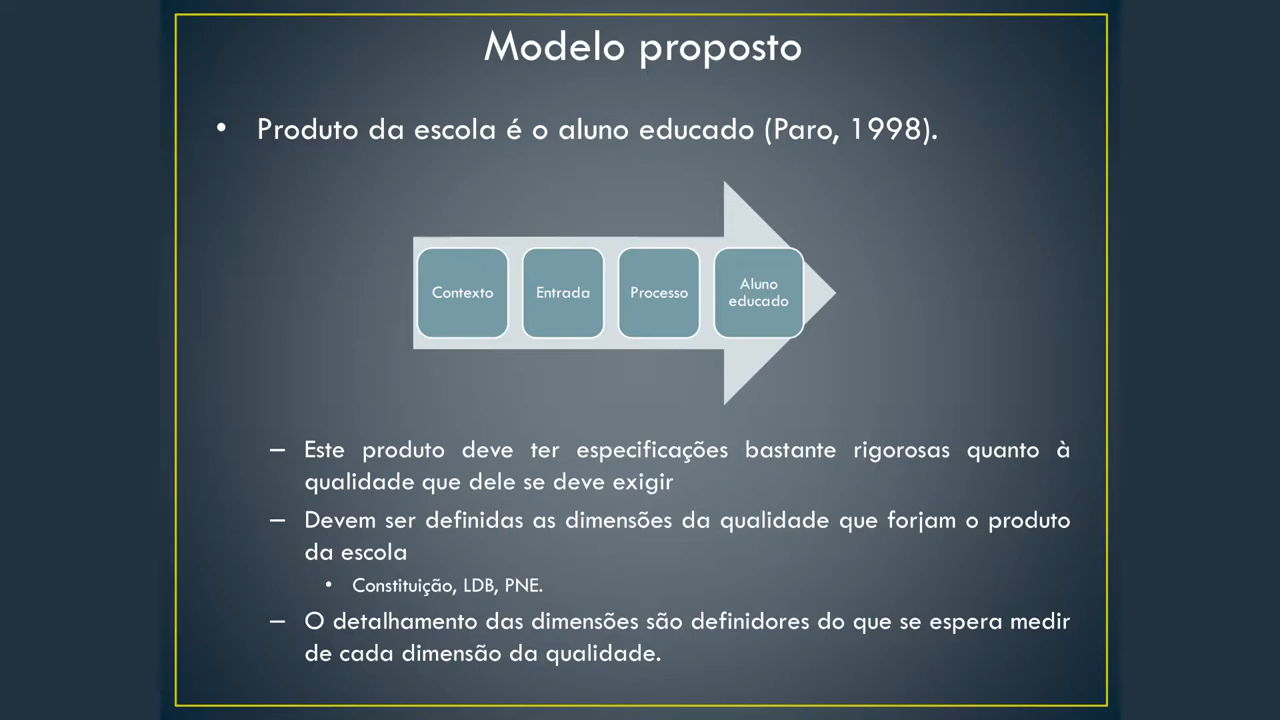 Modelo proposto
• Produto da escola é o aluno educado (Paro, 1998).
Contexto
Entrada
Processo
Aluno
educado
– Este produto deve ter especificações bastante rigorosas quanto à
qualidade que dele se deve exigir
– Devem ser definidas as dimensões da qualidade que forjam o produto
da escola
• Constituição, LDB, PNE.
– O detalhamento das dimensões são definidores do que se espera medir
de cada dimensão da qualidade.